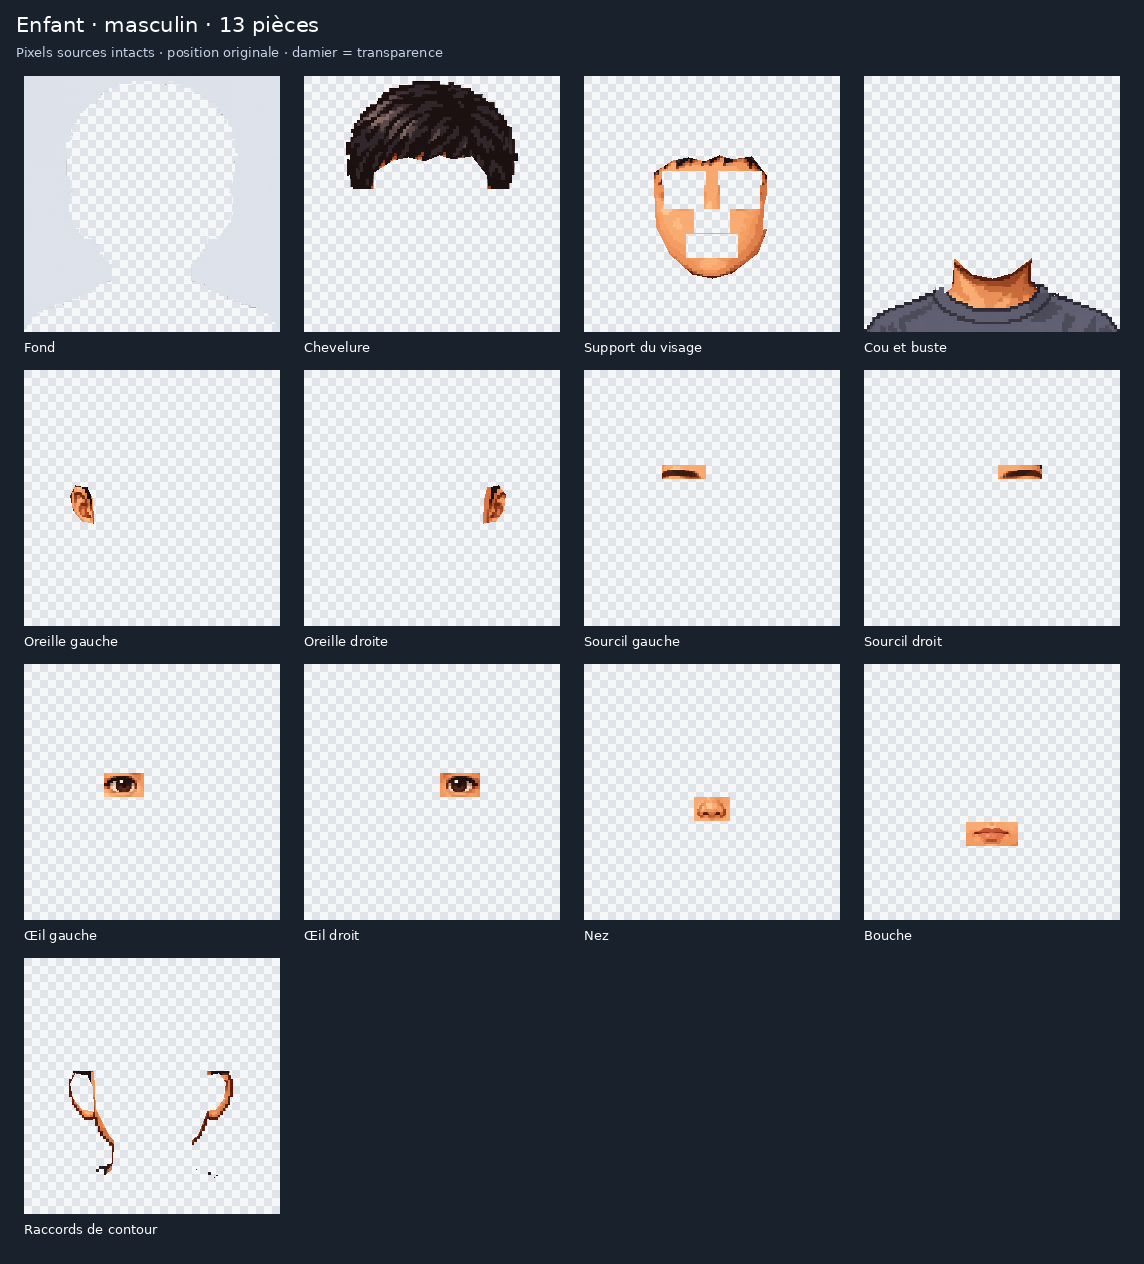 Enfant · masculin · 13 pièces
Pixels sources intacts · position originale · damier = transparence
Fond
Chevelure
Support du visage
Cou et buste
Oreille gauche
Oreille droite
Sourcil gauche
Sourcil droit
Œil gauche
Œil droit
Nez
Bouche
Raccords de contour